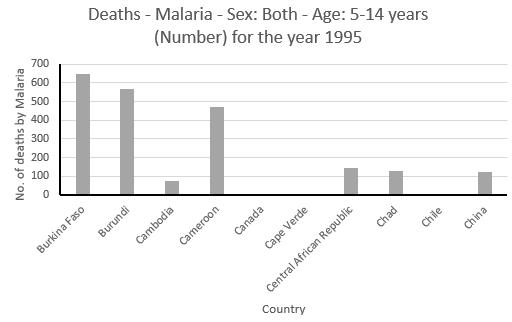 Deaths - Malaria - Sex: Both - Age: 5-14 years
(Number) for the year 1995
No. of deaths by Malaria
700
600
500
400
300
200
100
0
Burkina Faso
Burundi
Cambodia
Cameroon
Canada
Cape Verde
Central African Republic
Chad
Chile
China
Country